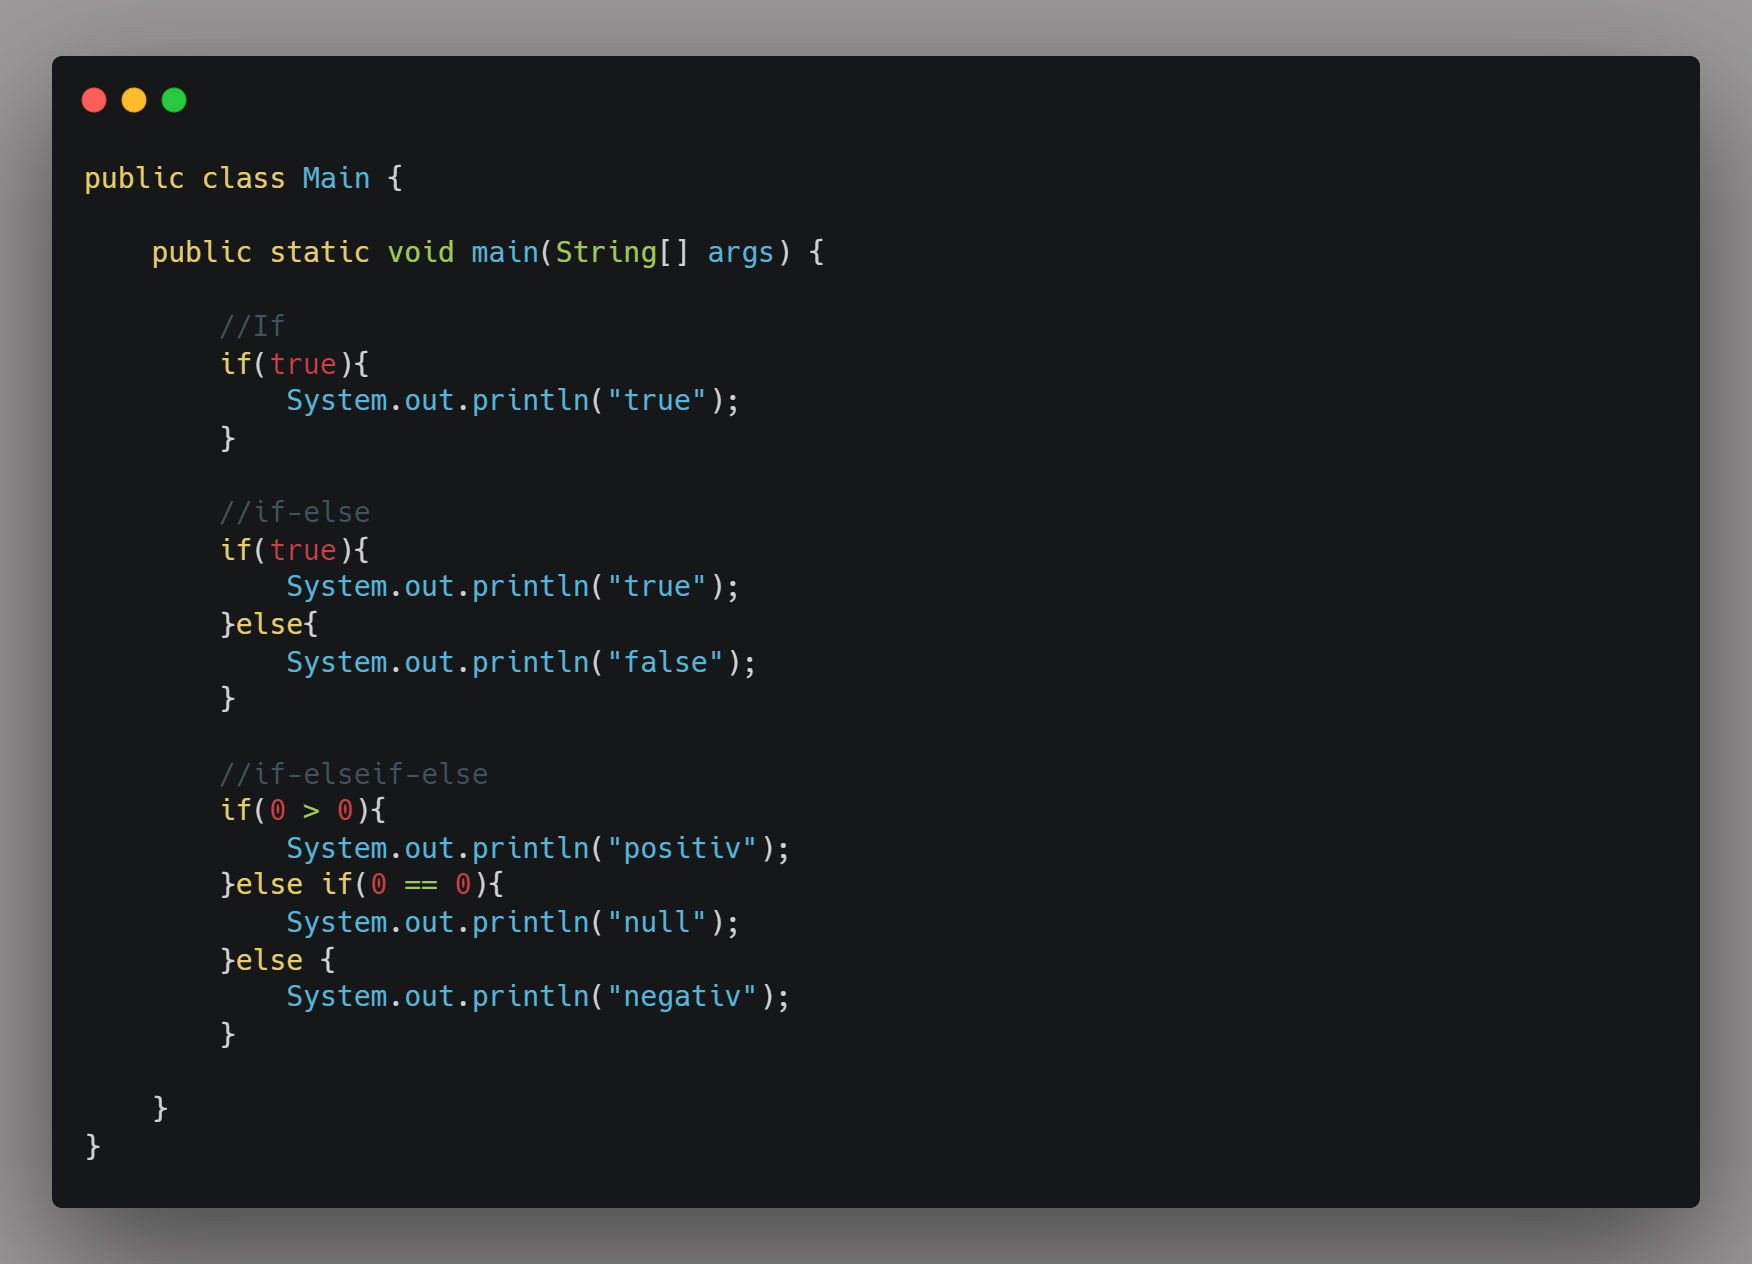 public class Main {
    public static void main(String[] args) {
        //If
        if(true){
            System.out.println("true");
        }
        //if-else
        if(true){
            System.out.println("true");
        }else{
            System.out.println("false");
        }
        //if-elseif-else
        if(0 > 0){
            System.out.println("positiv");
        }else if(0 == 0){
            System.out.println("null");
        }else {
            System.out.println("negativ");
        }
    }
}